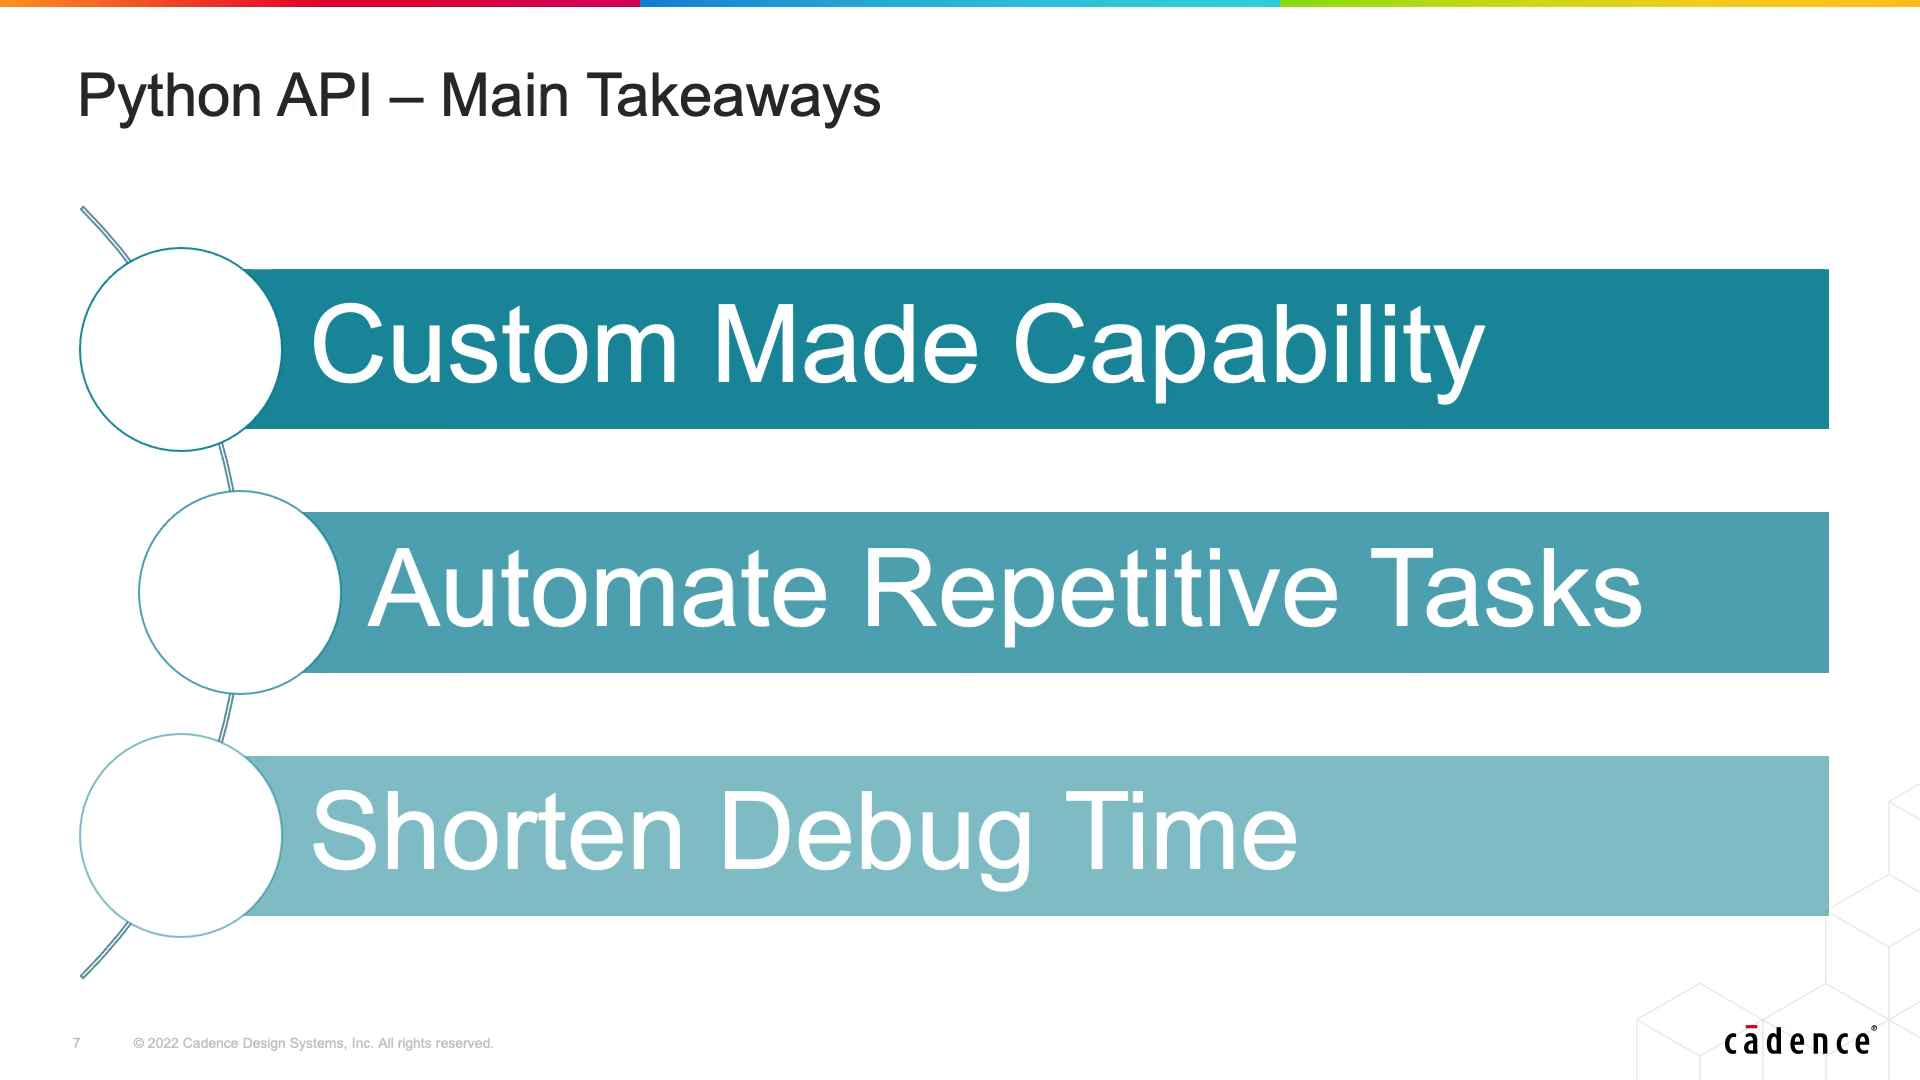 Python API – Main Takeaways
Custom Made Capability
Automate Repetitive Tasks
Shorten Debug Time
7
© 2022 Cadence Design Systems, Inc. All rights reserved.
cādence®